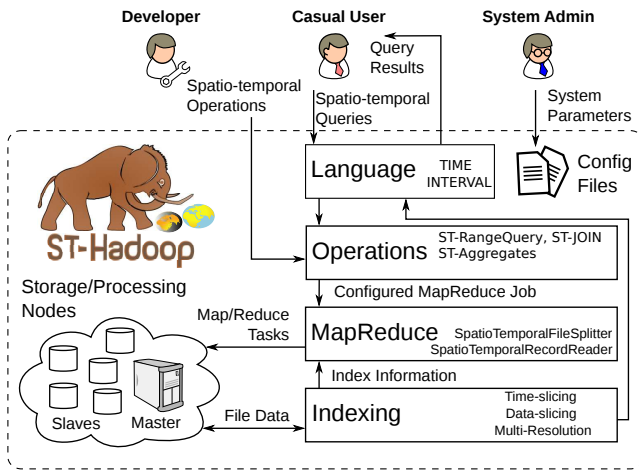 Developer
Casual User
System Admin
Query
Results
Spatio-temporal
Operations
Spatio-temporal
Queries
System
Parameters
Language
TIME
INTERVAL
Config
Files
ST-Hadoop
Operations
ST-RangeQuery, ST-JOIN
ST-Aggregates
Storage/Processing
Nodes
Configured MapReduce Job
Map/Reduce
Tasks
MapReduce
SpatioTemporalFileSplitter
SpatioTemporalRecordReader
Index Information
Slaves
Master
File Data
Indexing
Time-slicing
Data-slicing
Multi-Resolution